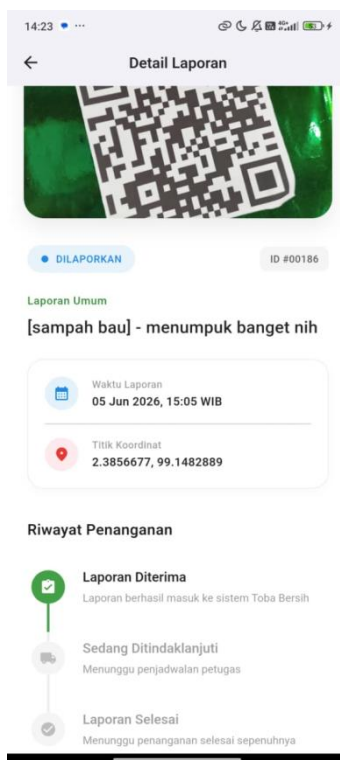 14:23
Detail Laporan
DILAPORKAN
ID #00186
Laporan Umum
[sampah bau] - menumpuk banget nih
Waktu Laporan
05 Jun 2026, 15:05 WIB
Titik Koordinat
2.3856677, 99.1482889
Riwayat Penanganan
Laporan Diterima
Laporan berhasil masuk ke sistem Toba Bersih
Sedang Ditindaklanjuti
Menunggu penjadwalan petugas
Laporan Selesai
Menunggu penanganan selesai sepenuhnya